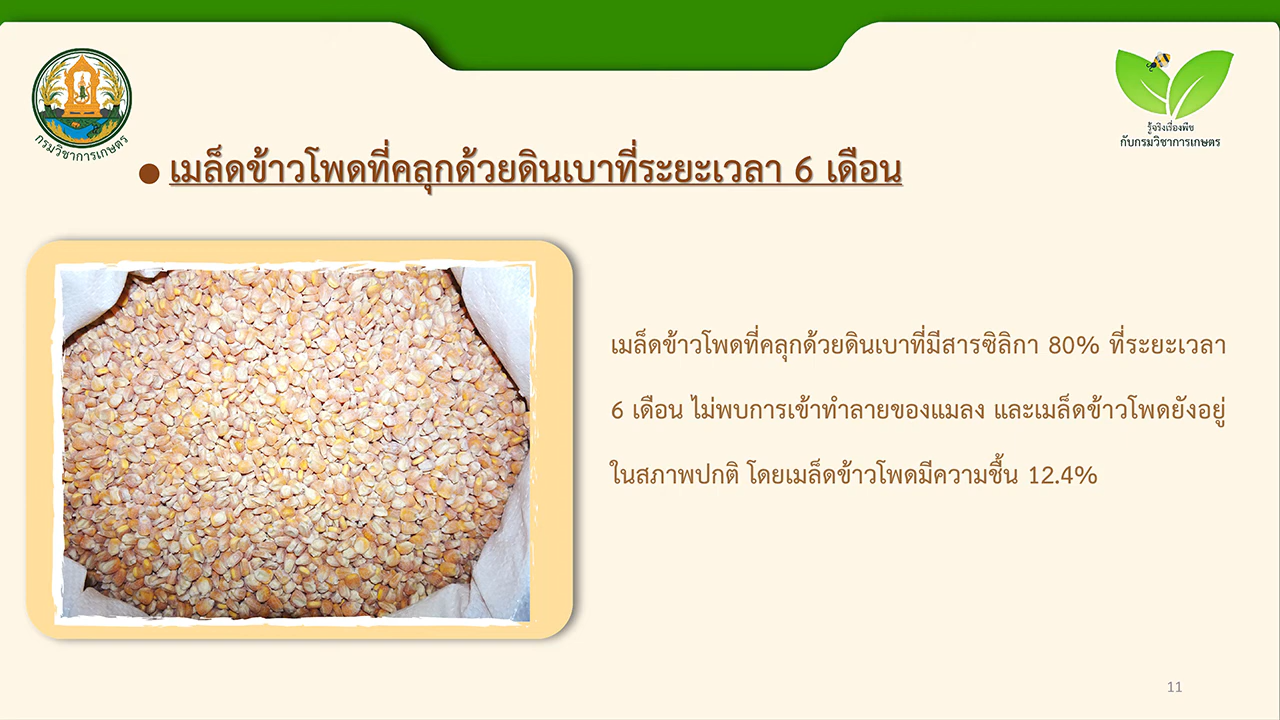 กรมวิชาการเกษตร
รู้จริงเรื่องพืช
กับกรมวิชาการเกษตร
• เมล็ดข้าวโพดที่คลุกด้วยดินเบาที่ระยะเวลา 6 เดือน
เมล็ดข้าวโพดที่คลุกด้วยดินเบาที่มีสารซิลิกา 80% ที่ระยะเวลา
6 เดือน ไม่พบการเข้าทำลายของแมลง และเมล็ดข้าวโพดยังอยู่
ในสภาพปกติ โดยเมล็ดข้าวโพดมีความชื้น 12.4%
11